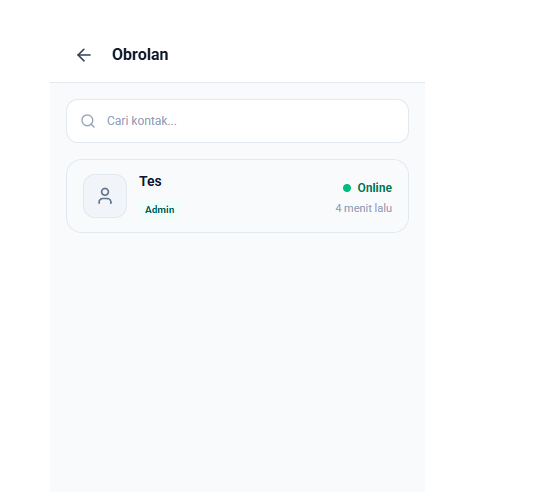 Obrolan
Cari kontak...
Tes
Admin
Online
4 menit lalu